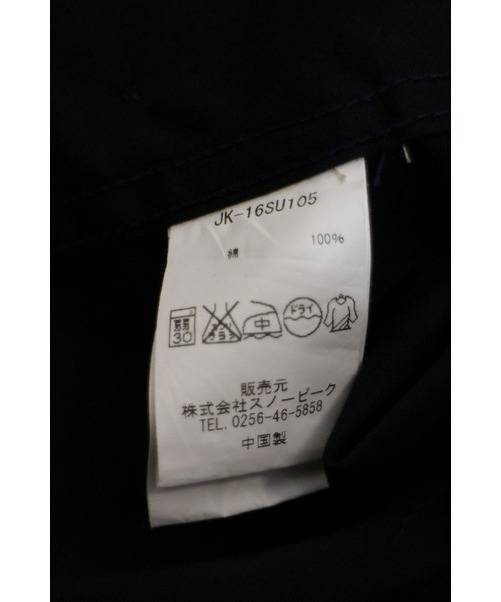 JK-16SU105
綿 100%
30 中 ドライ
販売元
株式会社スノーピーク
TEL. 0256-46-5858
中国製